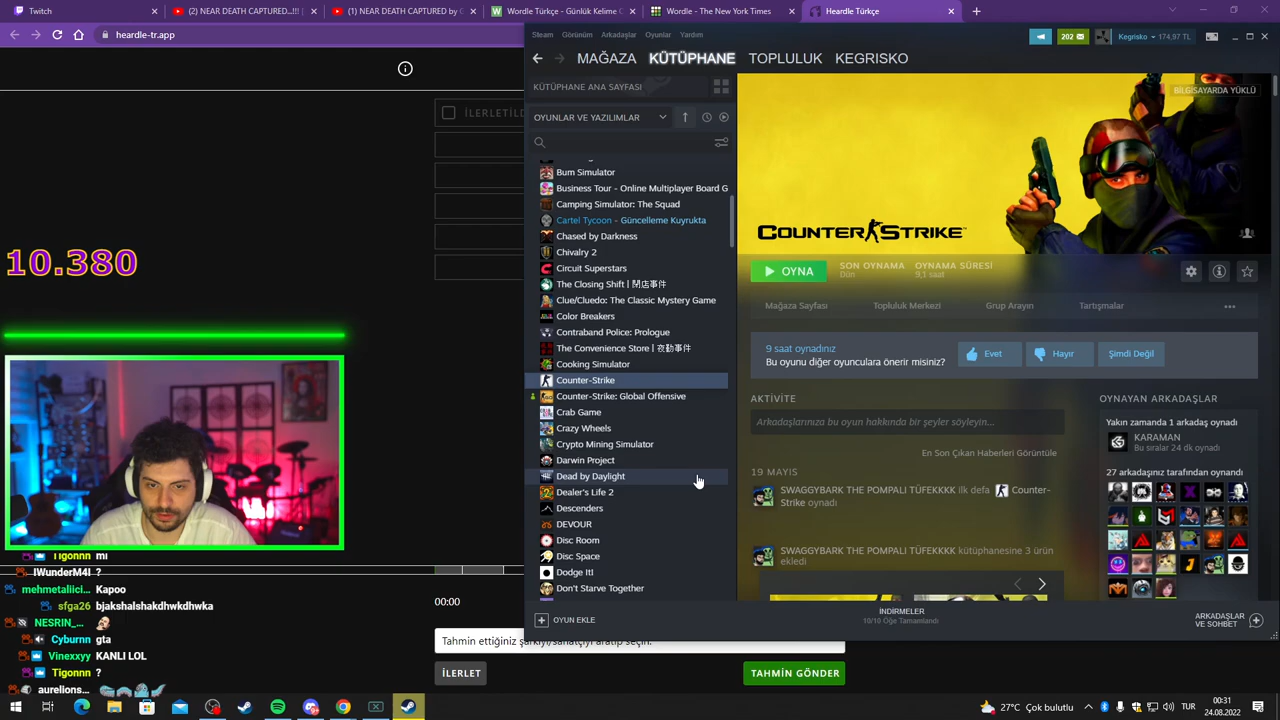 Twitch
(2) NEAR DEATH CAPTURED...!!! [
(1) NEAR DEATH CAPTURED by G
Wordle Türkçe - Günlük Kelime O
Wordle Türkçe
Heardle Türkçe
heardle-tr.app
Steam Görünüm Arkadaşlar Oyunlar Yardım
202
Kegrisko 174,97 TL
MAĞAZA KÜTÜPHANE TOPLULUK KEGRISKO
KÜTÜPHANE ANA SAYFASI
BİLGİSAYARDA YÜKLÜ
OYUNLAR VE YAZILIMLAR
İLERLETİLD
Bum Simulator
Business Tour - Online Multiplayer Board G
Camping Simulator: The Squad
Cartel Tycoon - Güncelleme Kuyrukta
Chased by Darkness
Chivalry 2
Circuit Superstars
The Closing Shift | 閉店事件
Clue/Cluedo: The Classic Mystery Game
Color Breakers
Contraband Police: Prologue
The Convenience Store | 夜勤事件
Cooking Simulator
Counter-Strike
Counter-Strike: Global Offensive
Crab Game
Crazy Wheels
Crypto Mining Simulator
Darwin Project
Dead by Daylight
Dealer's Life 2
Descenders
DEVOUR
Disc Room
Disc Space
Dodge It!
Don't Starve Together
OYUN EKLE
COUNTER STRIKE
OYNA
SON OYNAMA
Dün
OYNAMA SÜRESİ
9,1 saat
Mağaza Sayfası Topluluk Merkezi Grup Arayın Tartışmalar
9 saat oynadınız
Bu oyunu diğer oyunculara önerir misiniz?
Evet
Hayır
Şimdi Değil
AKTİVİTE
Arkadaşlarınıza bu oyun hakkında bir şeyler söyleyin...
En Son Çıkan Haberleri Görüntüle
19 MAYIS
SWAGGYBARK THE POMPALI TÜFEKKKK ilk defa Counter-
Strike oynadı
SWAGGYBARK THE POMPALI TÜFEKKKK kütüphanesine 3 ürün
ekledi
OYNAYAN ARKADAŞLAR
Yakın zamanda 1 arkadaş oynadı
KARAMAN
Bu sıralar 24 dk oynadı
27 arkadaşınız tarafından oynandı
İNDİRMELER
10/10 Öğe Tamamlandı
ARKADAŞLAR
VE SOHBET
10.380
Tigonnn mi
IWunderM4l ?
mehmetaliici... Kapoo
sfga26 bjakshalshakdhwkdhwka
NESRIN_...
Cyburnn gta
Vinexxyy KANLI LOL
Tigonnn ?
aurelions...
00:00
Tahmin ettiğiniz şarkıyı/sanatçıyı aratıp seçin.
İLERLET
TAHMİN GÖNDER
27°C Çok bulutlu
TUR
00:31
24.08.2022